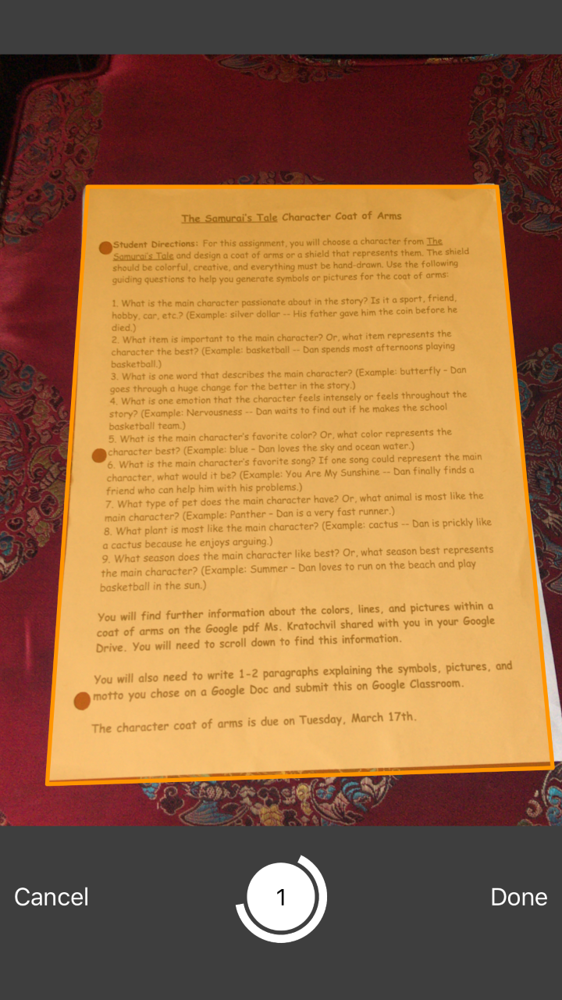 The Samurai's Tale Character Coat of Arms
Student Directions: For this assignment, you will choose a character from The
Samurai's Tale and design a coat of arms or a shield that represents them. The shield
should be colorful, creative, and everything must be hand-drawn. Use the following
guiding questions to help you generate symbols or pictures for the coat of arms:
1. What is the main character passionate about in the story? Is it a sport, friend,
hobby, car, etc.? (Example: silver dollar -- His father gave him the coin before he
died.)
2. What item is important to the main character? Or, what item represents the
character the best? (Example: basketball -- Dan spends most afternoons playing
basketball.)
3. What is one word that describes the main character? (Example: butterfly - Dan
goes through a huge change for the better in the story.)
4. What is one emotion that the character feels intensely or feels throughout the
story? (Example: Nervousness -- Dan waits to find out if he makes the school
basketball team.)
5. What is the main character's favorite color? Or, what color represents the
character best? (Example: blue - Dan loves the sky and ocean water.)
6. What is the main character's favorite song? If one song could represent the main
character, what would it be? (Example: You Are My Sunshine -- Dan finally finds a
friend who can help him with his problems.)
7. What type of pet does the main character have? Or, what animal is most like the
main character? (Example: Panther - Dan is a very fast runner.)
8. What plant is most like the main character? (Example: cactus -- Dan is prickly like
a cactus because he enjoys arguing.)
9. What season does the main character like best? Or, what season best represents
the main character? (Example: Summer - Dan loves to run on the beach and play
basketball in the sun.)
You will find further information about the colors, lines, and pictures within a
coat of arms on the Google pdf Ms. Kratochvil shared with you in your Google
Drive. You will need to scroll down to find this information.
You will also need to write 1-2 paragraphs explaining the symbols, pictures, and
motto you chose on a Google Doc and submit this on Google Classroom.
The character coat of arms is due on Tuesday, March 17th.
Cancel
1
Done